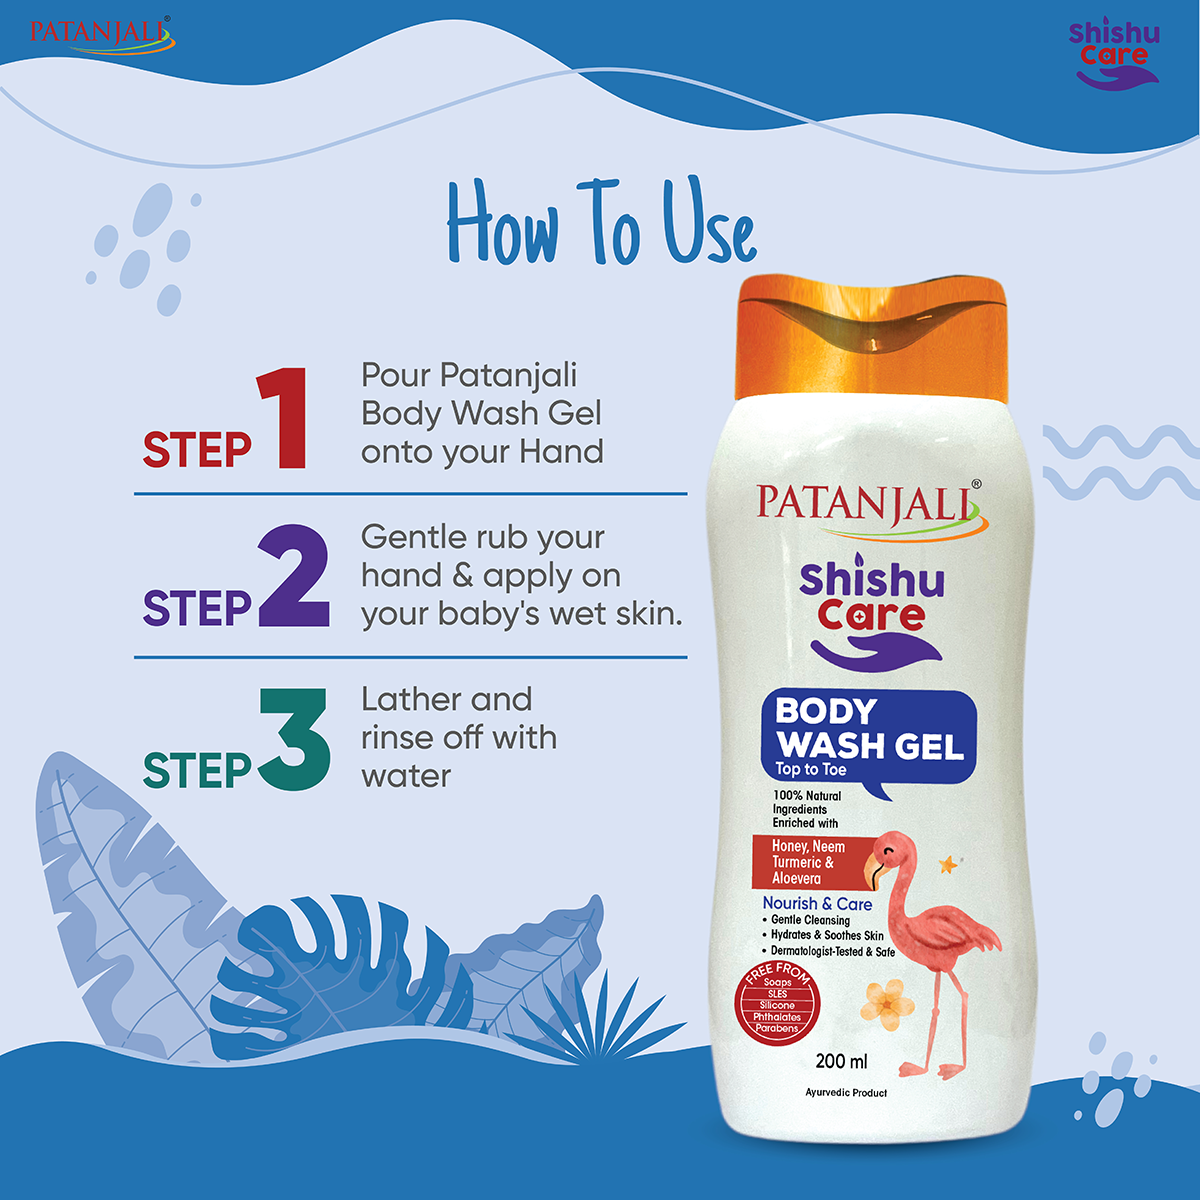 PATANJALI®
Shishu
Care
How To Use
STEP 1
Pour Patanjali
Body Wash Gel
onto your Hand
STEP 2
Gentle rub your
hand & apply on
your baby's wet skin.
STEP 3
Lather and
rinse off with
water
PATANJALI®
Shishu
Care
BODY
WASH GEL
Top to Toe
100% Natural
Ingredients
Enriched with
Honey, Neem
Turmeric &
Aloevera
Nourish & Care
• Gentle Cleansing
• Hydrates & Soothes Skin
• Dermatologist-Tested & Safe
FREE FROM
Soaps
SLES
Silicone
Phthalates
Parabens
200 ml
Ayurvedic Product